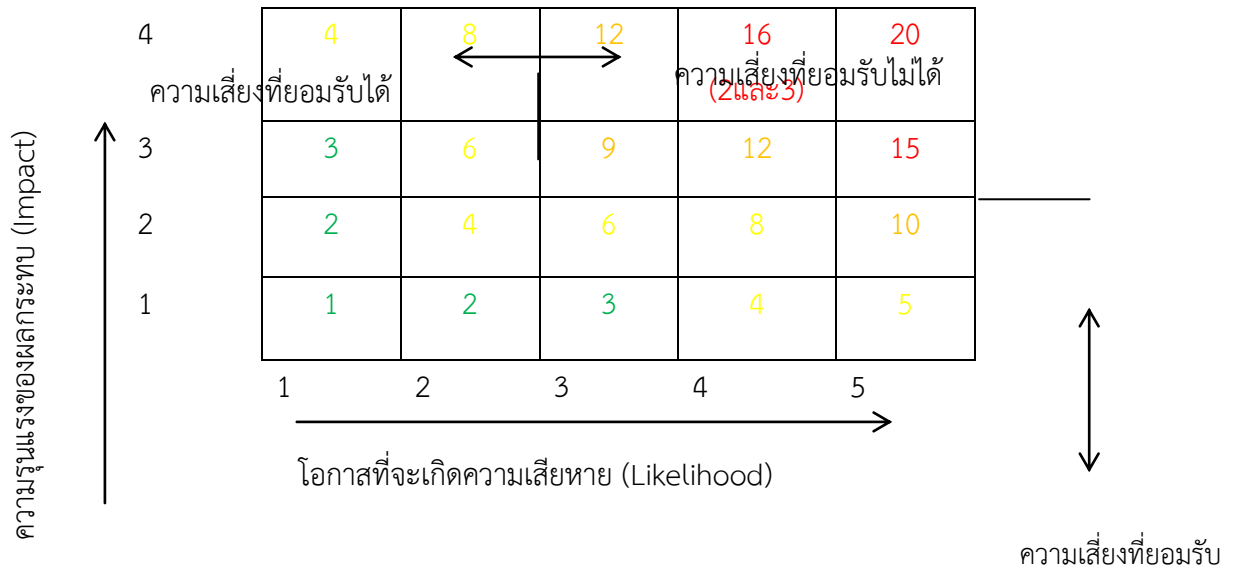 4 4 8 12 16 20
ความเสี่ยงที่ยอมรับไม่ได้
ความเสี่ยงที่ยอมรับได้
(2และ3)
3 3 6 9 12 15
2 2 4 6 8 10
1 1 2 3 4 5
1 2 3 4 5
ความรุนแรงของผลกระทบ (Impact)
โอกาสที่จะเกิดความเสียหาย (Likelihood)
ความเสี่ยงที่ยอมรับ